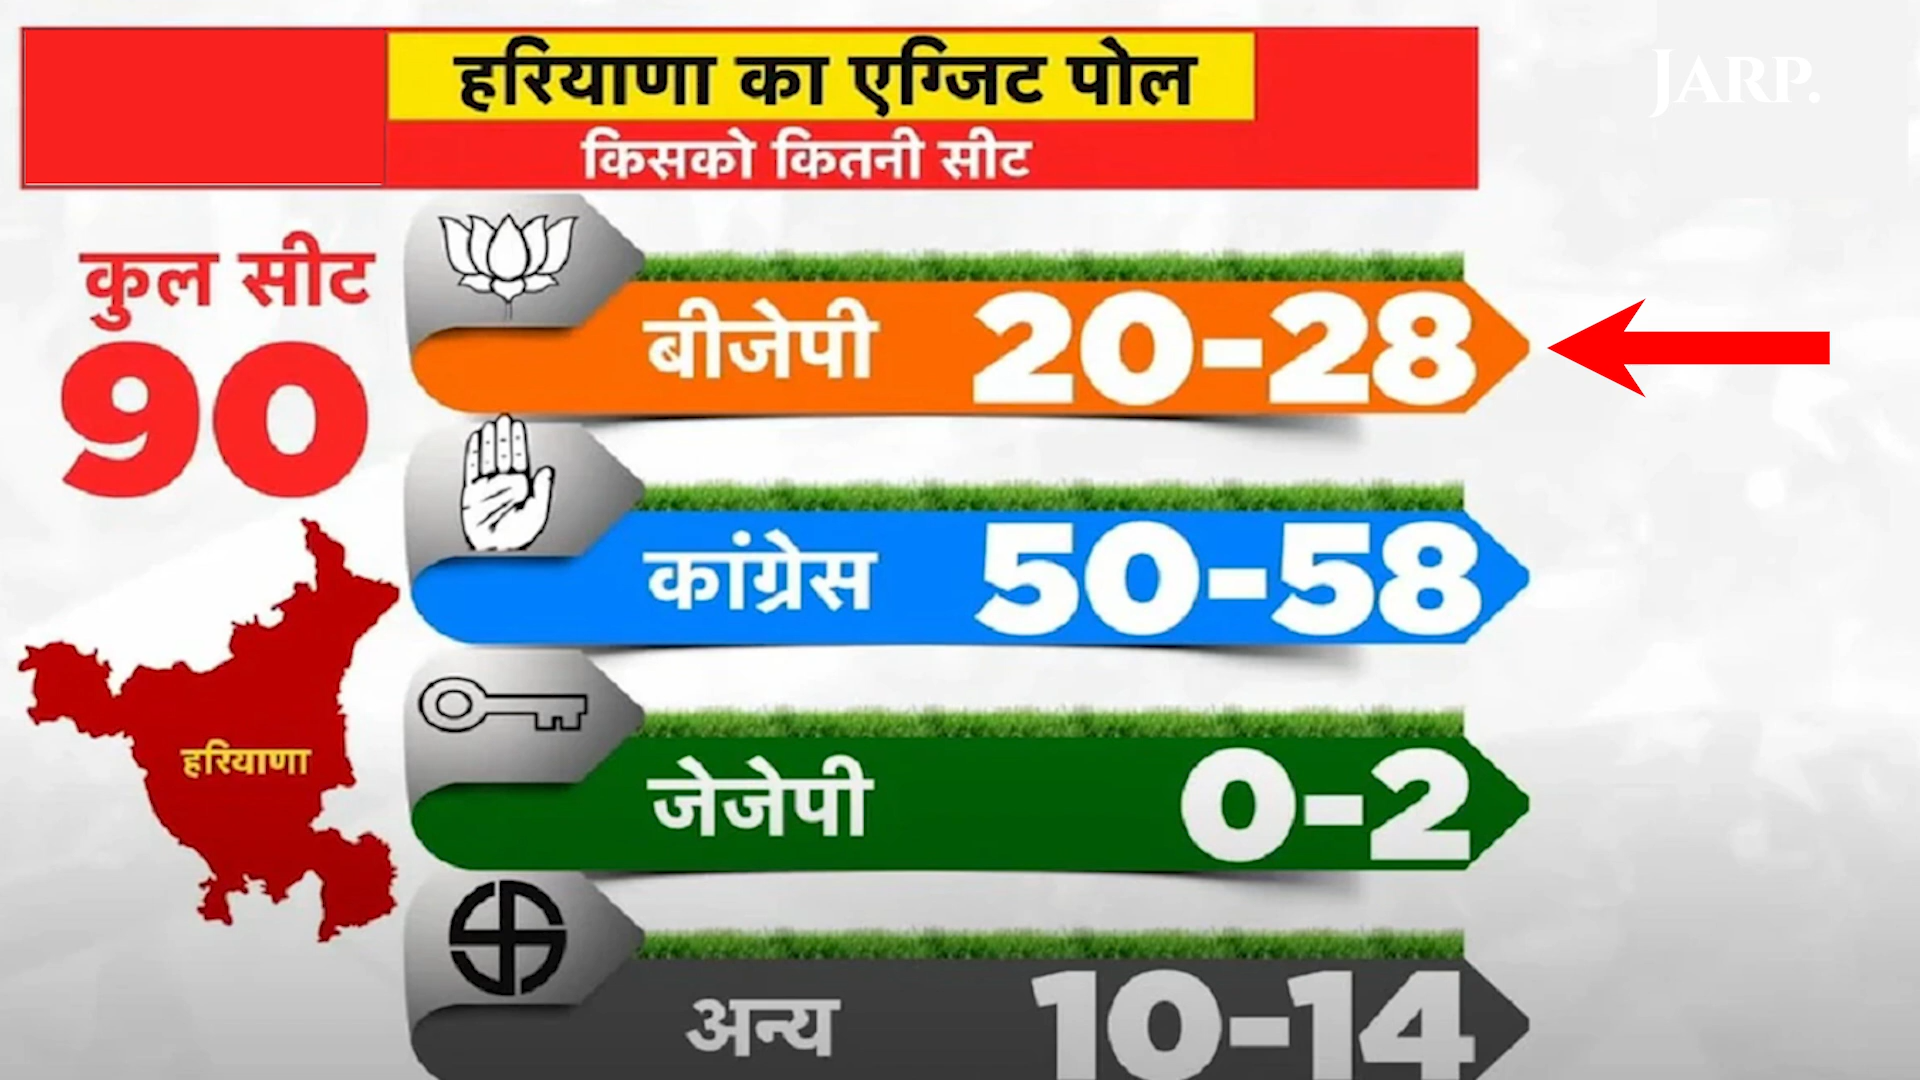 हरियाणा का एग्जिट पोल
JARP.
किसको कितनी सीट
कुल सीट
90
बीजेपी 20-28
कांग्रेस 50-58
हरियाणा
जेजेपी 0-2
अन्य 10-14